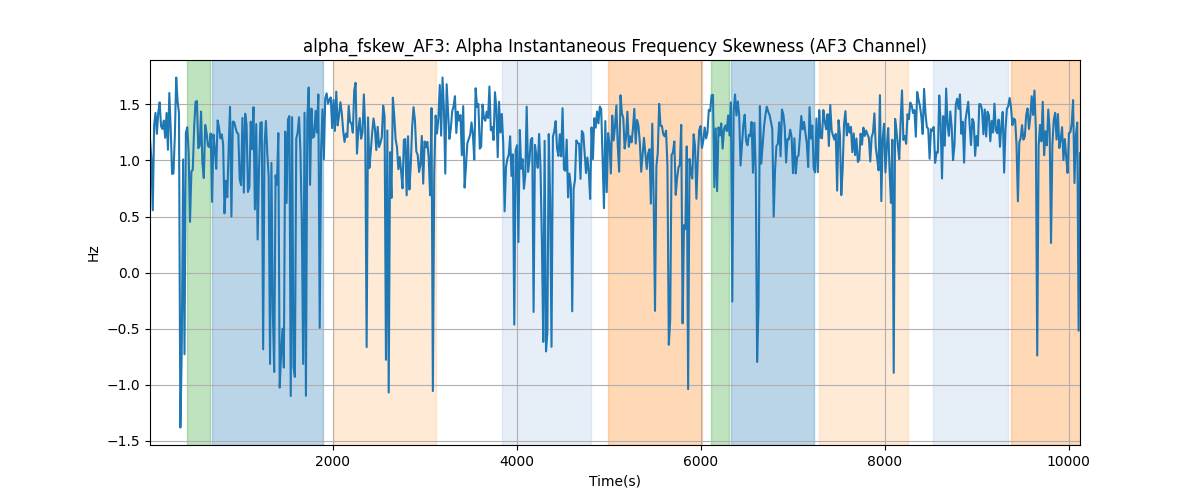 alpha_fskew_AF3: Alpha Instantaneous Frequency Skewness (AF3 Channel)
1.5
1.0
0.5
0.0
−0.5
−1.0
−1.5
Hz
2000 4000 6000 8000 10000
Time(s)